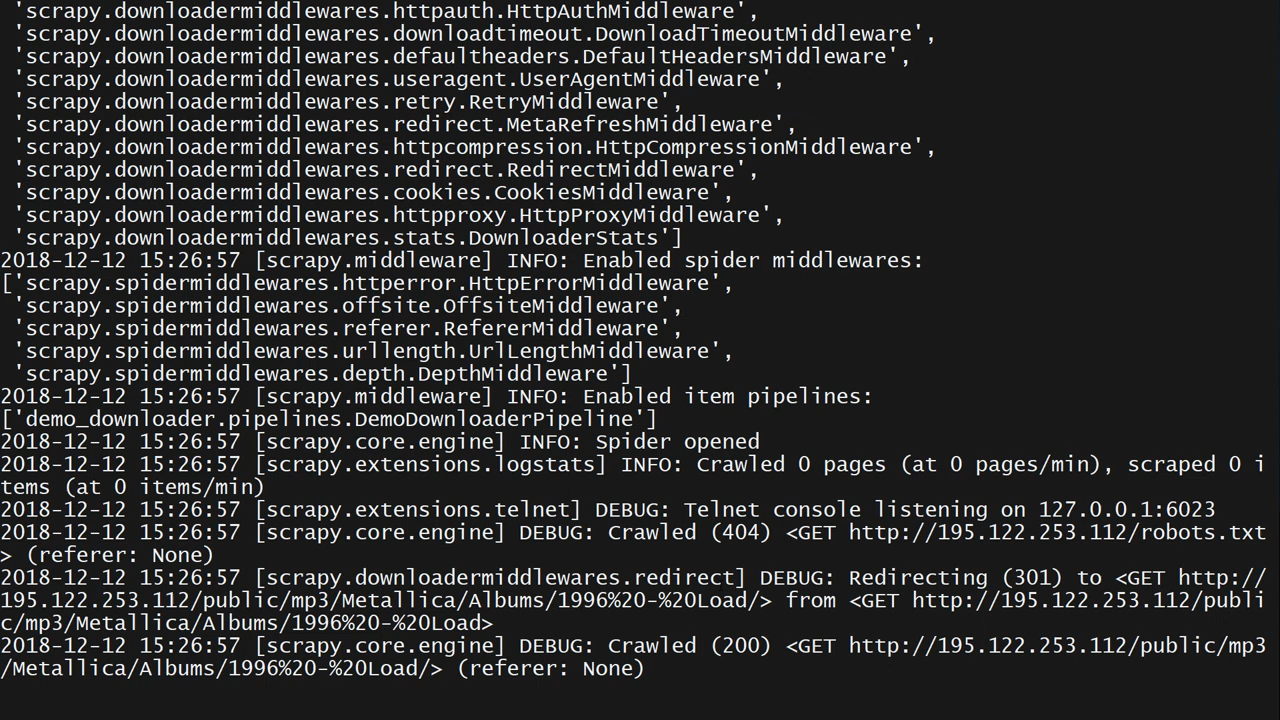 'scrapy.downloadermiddlewares.httpauth.HttpAuthMiddleware',
'scrapy.downloadermiddlewares.downloadtimeout.DownloadTimeoutMiddleware',
'scrapy.downloadermiddlewares.defaultheaders.DefaultHeadersMiddleware',
'scrapy.downloadermiddlewares.useragent.UserAgentMiddleware',
'scrapy.downloadermiddlewares.retry.RetryMiddleware',
'scrapy.downloadermiddlewares.redirect.MetaRefreshMiddleware',
'scrapy.downloadermiddlewares.httpcompression.HttpCompressionMiddleware',
'scrapy.downloadermiddlewares.redirect.RedirectMiddleware',
'scrapy.downloadermiddlewares.cookies.CookiesMiddleware',
'scrapy.downloadermiddlewares.httpproxy.HttpProxyMiddleware',
'scrapy.downloadermiddlewares.stats.DownloaderStats']
2018-12-12 15:26:57 [scrapy.middleware] INFO: Enabled spider middlewares:
['scrapy.spidermiddlewares.httperror.HttpErrorMiddleware',
'scrapy.spidermiddlewares.offsite.OffsiteMiddleware',
'scrapy.spidermiddlewares.referer.RefererMiddleware',
'scrapy.spidermiddlewares.urllength.UrlLengthMiddleware',
'scrapy.spidermiddlewares.depth.DepthMiddleware']
2018-12-12 15:26:57 [scrapy.middleware] INFO: Enabled item pipelines:
['demo_downloader.pipelines.DemoDownloaderPipeline']
2018-12-12 15:26:57 [scrapy.core.engine] INFO: Spider opened
2018-12-12 15:26:57 [scrapy.extensions.logstats] INFO: Crawled 0 pages (at 0 pages/min), scraped 0 i
tems (at 0 items/min)
2018-12-12 15:26:57 [scrapy.extensions.telnet] DEBUG: Telnet console listening on 127.0.0.1:6023
2018-12-12 15:26:57 [scrapy.core.engine] DEBUG: Crawled (404) <GET http://195.122.253.112/robots.txt
> (referer: None)
2018-12-12 15:26:57 [scrapy.downloadermiddlewares.redirect] DEBUG: Redirecting (301) to <GET http://
195.122.253.112/public/mp3/Metallica/Albums/1996%20-%20Load/> from <GET http://195.122.253.112/publi
c/mp3/Metallica/Albums/1996%20-%20Load>
2018-12-12 15:26:57 [scrapy.core.engine] DEBUG: Crawled (200) <GET http://195.122.253.112/public/mp3
/Metallica/Albums/1996%20-%20Load/> (referer: None)